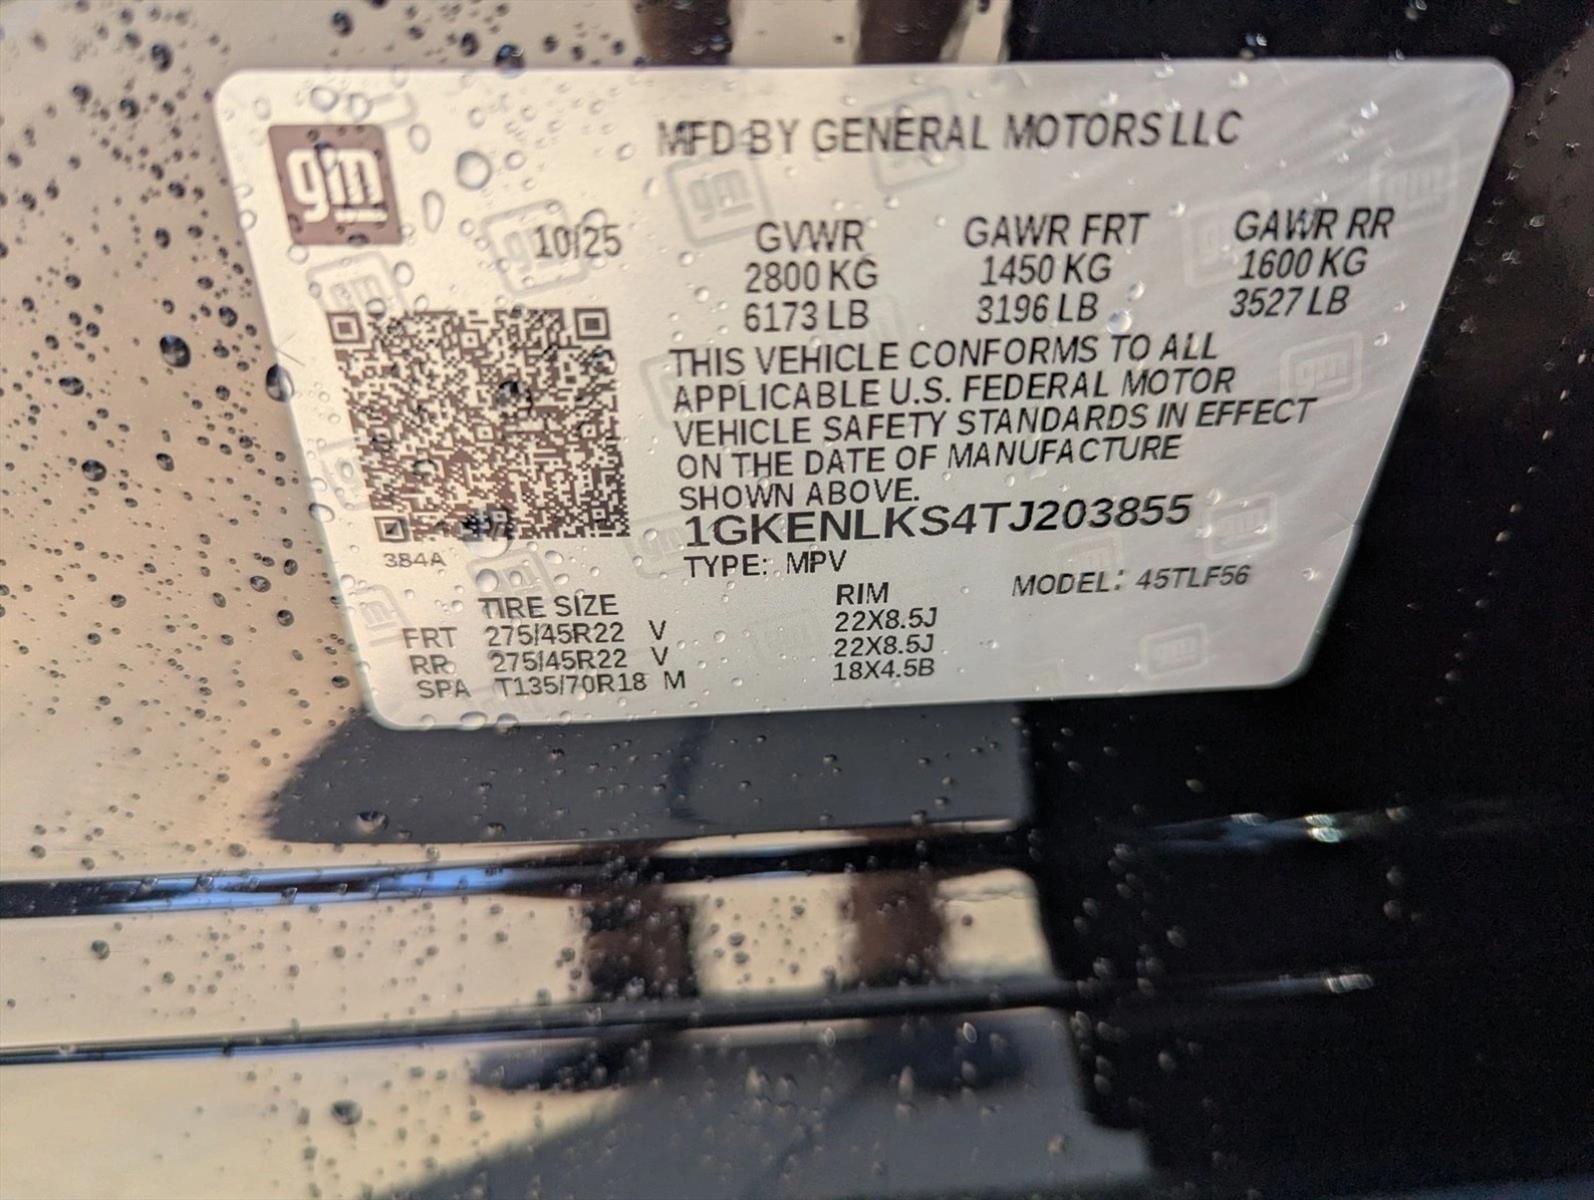 gm
MFD BY GENERAL MOTORS LLC
10/25 GVWR GAWR FRT GAWR RR
2800 KG 1450 KG 1600 KG
6173 LB 3196 LB 3527 LB
THIS VEHICLE CONFORMS TO ALL
APPLICABLE U.S. FEDERAL MOTOR
VEHICLE SAFETY STANDARDS IN EFFECT
ON THE DATE OF MANUFACTURE
SHOWN ABOVE.
1GKENLKS4TJ203855
384A
TYPE: MPV
MODEL: 45TLF56
TIRE SIZE RIM
FRT 275/45R22 V 22X8.5J
RR 275/45R22 V 22X8.5J
SPA T135/70R18 M 18X4.5B